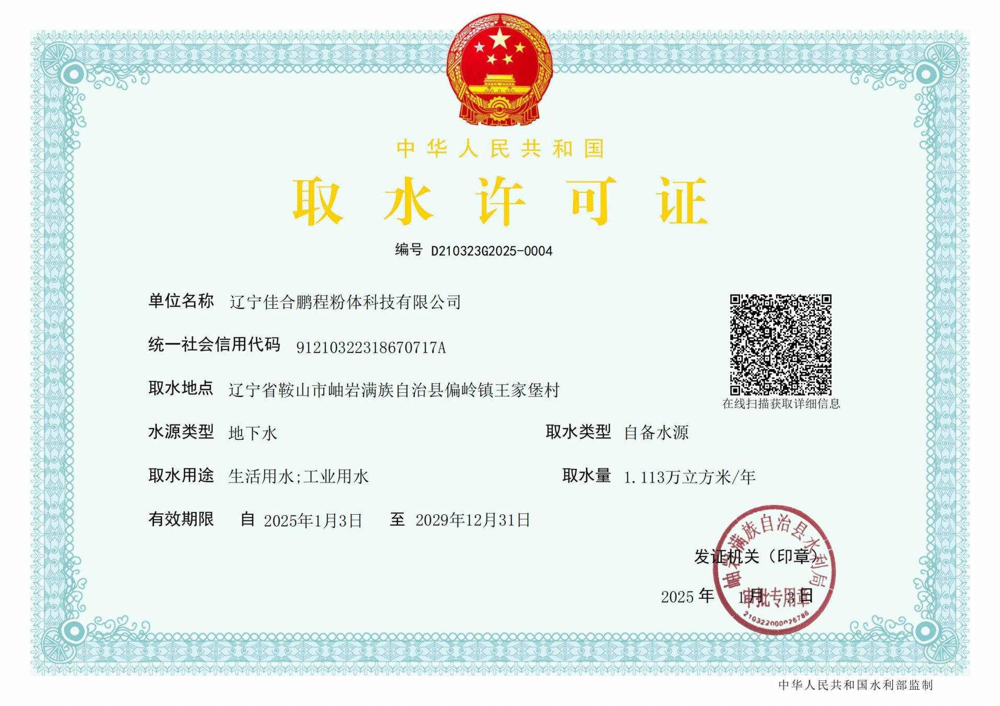 中华人民共和国
取水许可证
编号 D210323G2025-0004
单位名称 辽宁佳合鹏程粉体科技有限公司
统一社会信用代码 91210322318670717A
取水地点 辽宁省鞍山市岫岩满族自治县偏岭镇王家堡村
在线扫描获取详细信息
水源类型 地下水 取水类型 自备水源
取水用途 生活用水;工业用水 取水量 1.113万立方米/年
有效期限 自 2025年1月3日 至 2029年12月31日
岫岩满族自治县水利局
发证机关（印章）
2025 年 1月 3日
审批专用章
中华人民共和国水利部监制